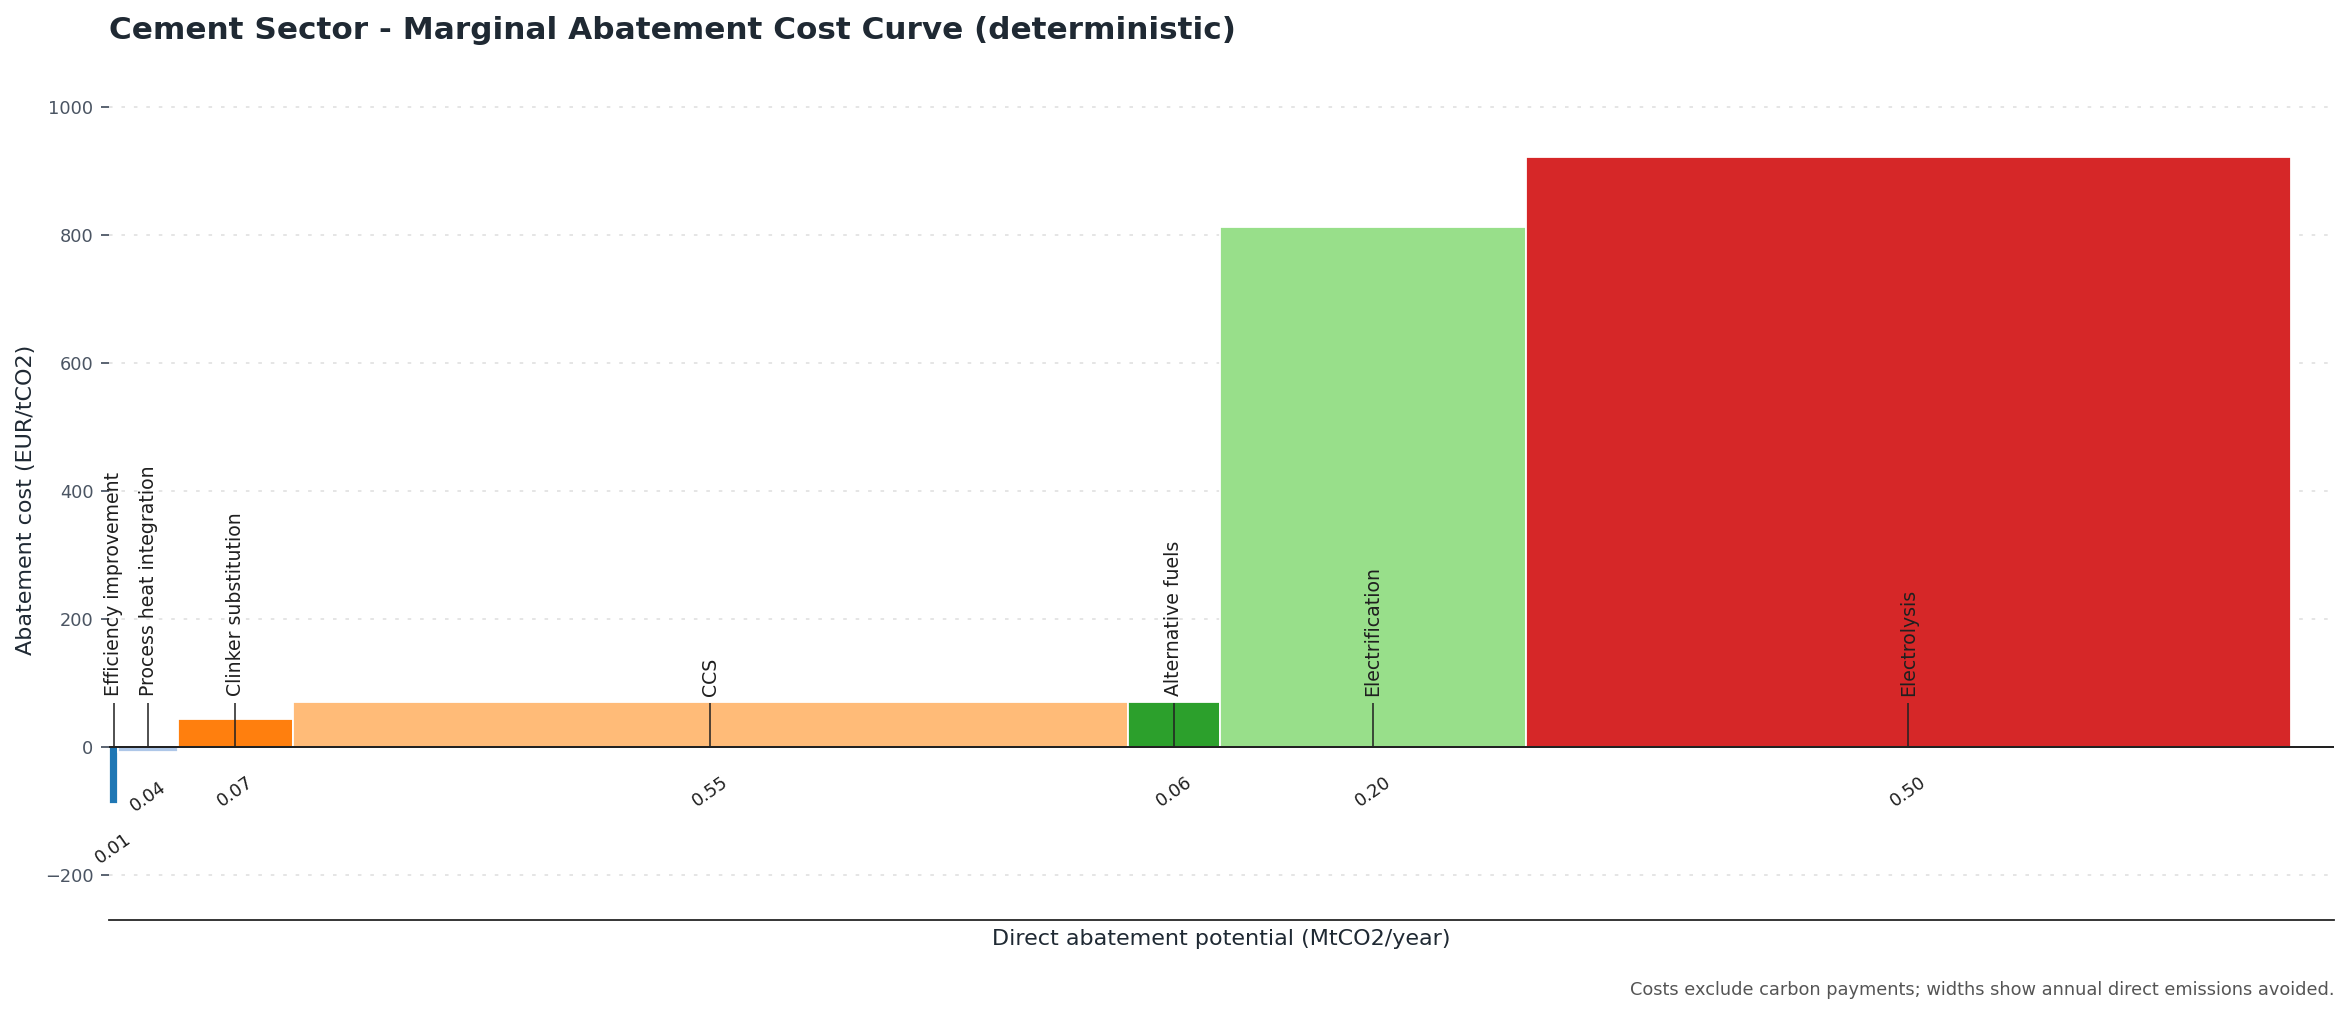 Cement Sector - Marginal Abatement Cost Curve (deterministic)
Abatement cost (EUR/tCO2)
1000
800
600
400
200
0
−200
Efficiency improvement
Process heat integration
Clinker substitution
CCS
Alternative fuels
Electrification
Electrolysis
0.01
0.04
0.07
0.55
0.06
0.20
0.50
Direct abatement potential (MtCO2/year)
Costs exclude carbon payments; widths show annual direct emissions avoided.